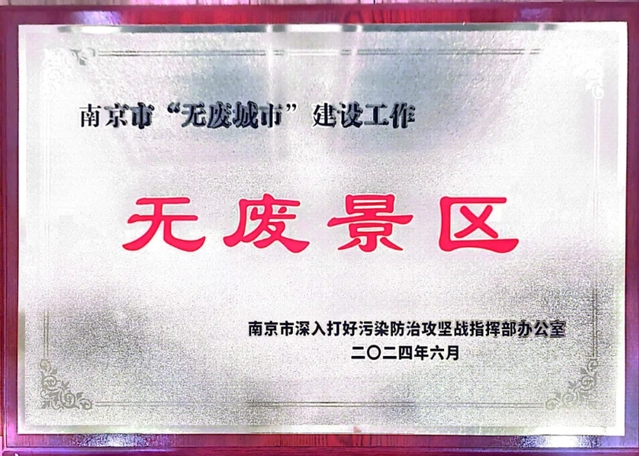 南京市“无废城市”建设工作
无废景区
南京市深入打好污染防治攻坚战指挥部办公室
二〇二四年六月